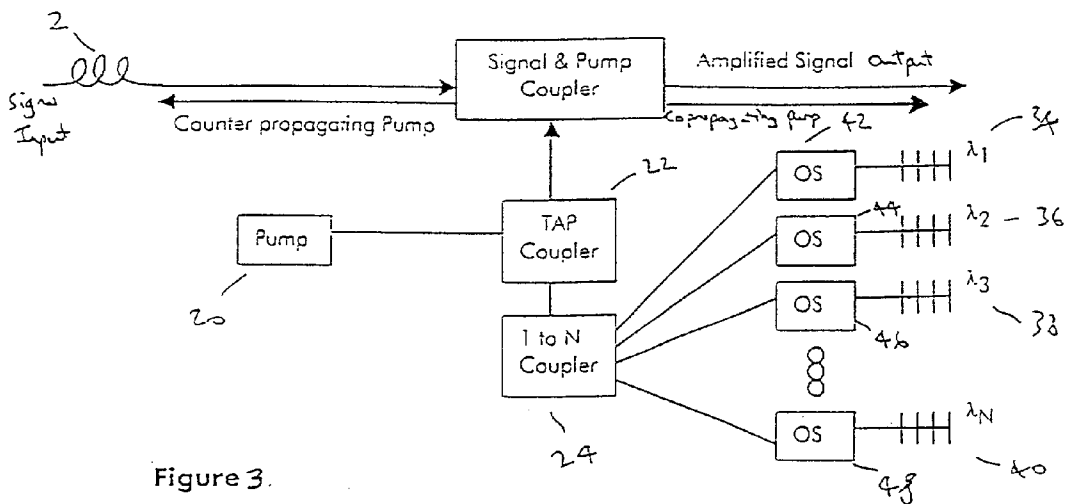 2
Signal & Pump
Coupler
Amplified Signal output
Signal
Input
Counter propagating Pump
Copropagating pump
42
34
OS
λ1
22
TAP
Coupler
Pump
20
44
OS
λ2 - 36
OS
λ3
46
38
1 to N
Coupler
24
OS
λN
48
40
Figure 3.